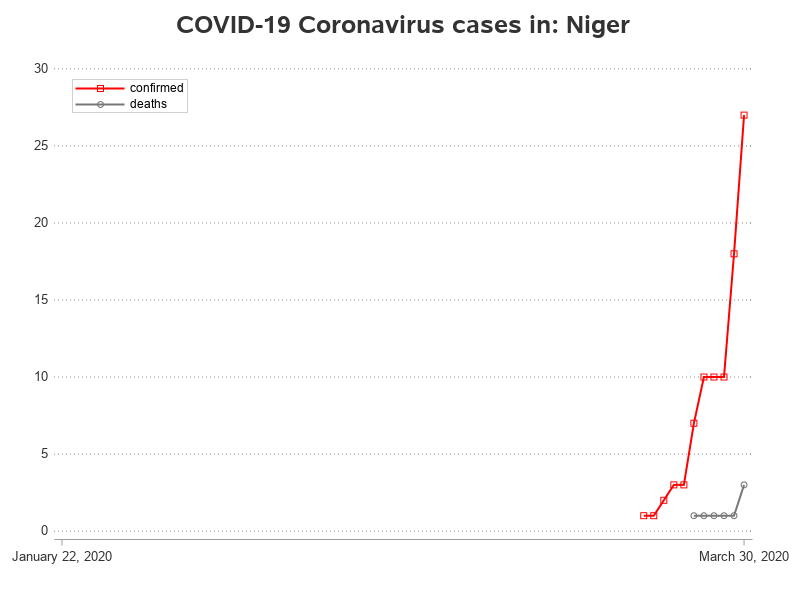 COVID-19 Coronavirus cases in: Niger
30
confirmed
deaths
25
20
15
10
5
0
January 22, 2020
March 30, 2020